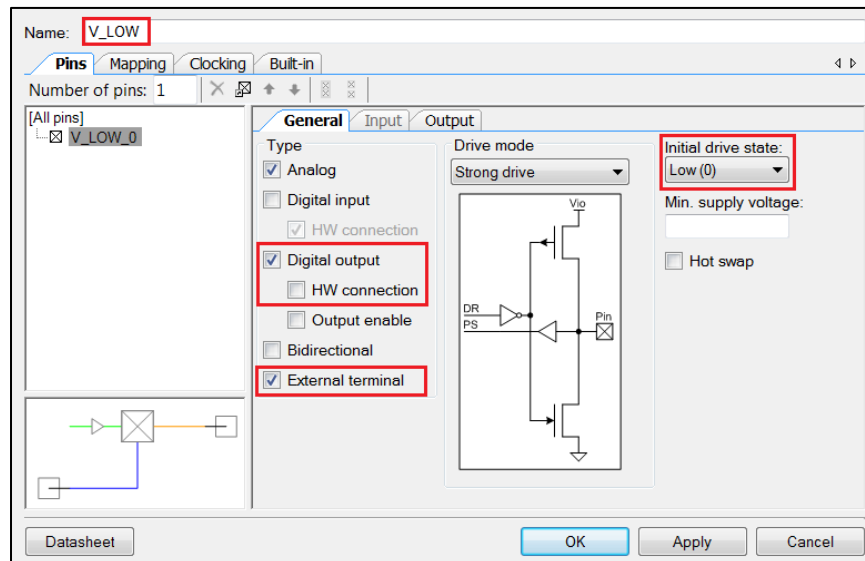 Name: V_LOW
Pins Mapping Clocking Built-in
Number of pins: 1
[All pins]
V_LOW_0
General Input Output
Type
Analog
Digital input
HW connection
Digital output
HW connection
Output enable
Bidirectional
External terminal
Drive mode
Strong drive
Vio
DR
PS
Pin
Initial drive state:
Low (0)
Min. supply voltage:
Hot swap
Datasheet OK Apply Cancel